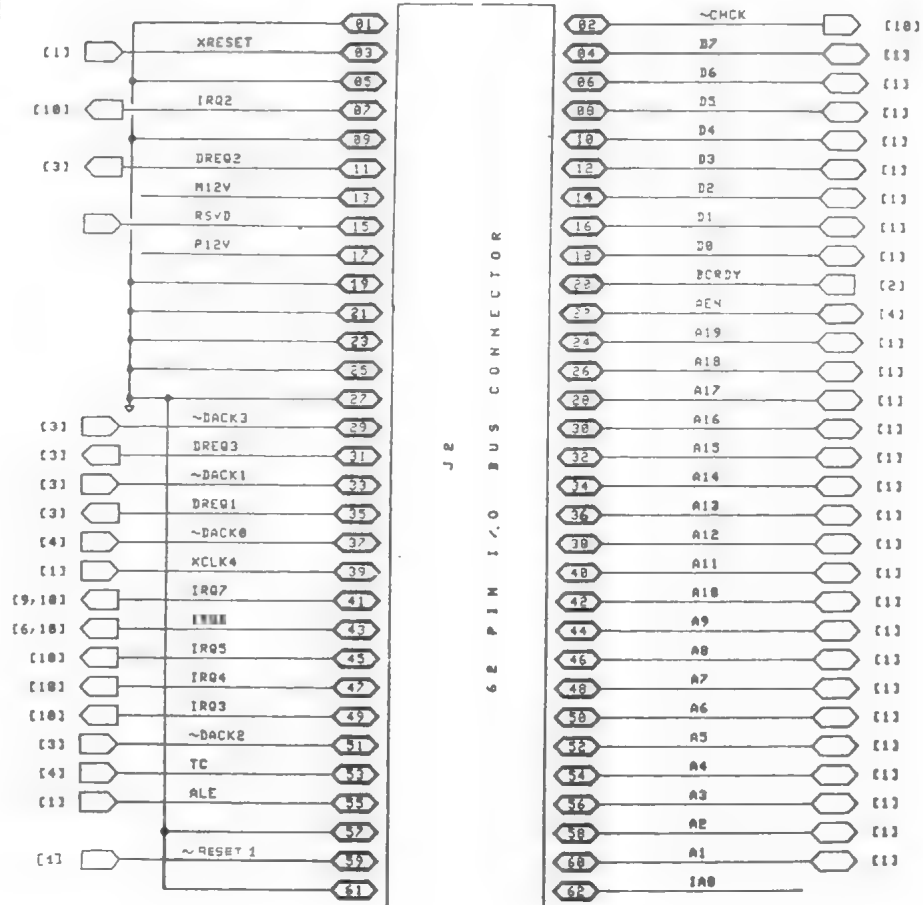 01 02 ~CHCK [10]
[1] XRESET 03 04 D7 [1]
05 06 D6 [1]
[10] IRQ2 07 08 D5 [1]
09 10 D4 [1]
[3] DREQ2 11 12 D3 [1]
M12V 13 14 D2 [1]
RSVD 15 16 D1 [1]
P12V 17 18 D0 [1]
19 20 BCRDY [2]
21 22 AEN [4]
23 24 A19 [1]
25 26 A18 [1]
27 28 A17 [1]
[3] ~DACK3 29 30 A16 [1]
[3] DREQ3 31 32 A15 [1]
[3] ~DACK1 33 34 A14 [1]
[3] DREQ1 35 36 A13 [1]
[4] ~DACK0 37 38 A12 [1]
[1] XCLK4 39 40 A11 [1]
[9,10] IRQ7 41 42 A10 [1]
[6,10] 43 44 A9 [1]
[10] IRQ5 45 46 A8 [1]
[10] IRQ4 47 48 A7 [1]
[10] IRQ3 49 50 A6 [1]
[3] ~DACK2 51 52 A5 [1]
[4] TC 53 54 A4 [1]
[1] ALE 55 56 A3 [1]
57 58 A2 [1]
[1] ~RESET 1 59 60 A1 [1]
61 62 IA0
J2
62 PIN I/O BUS CONNECTOR